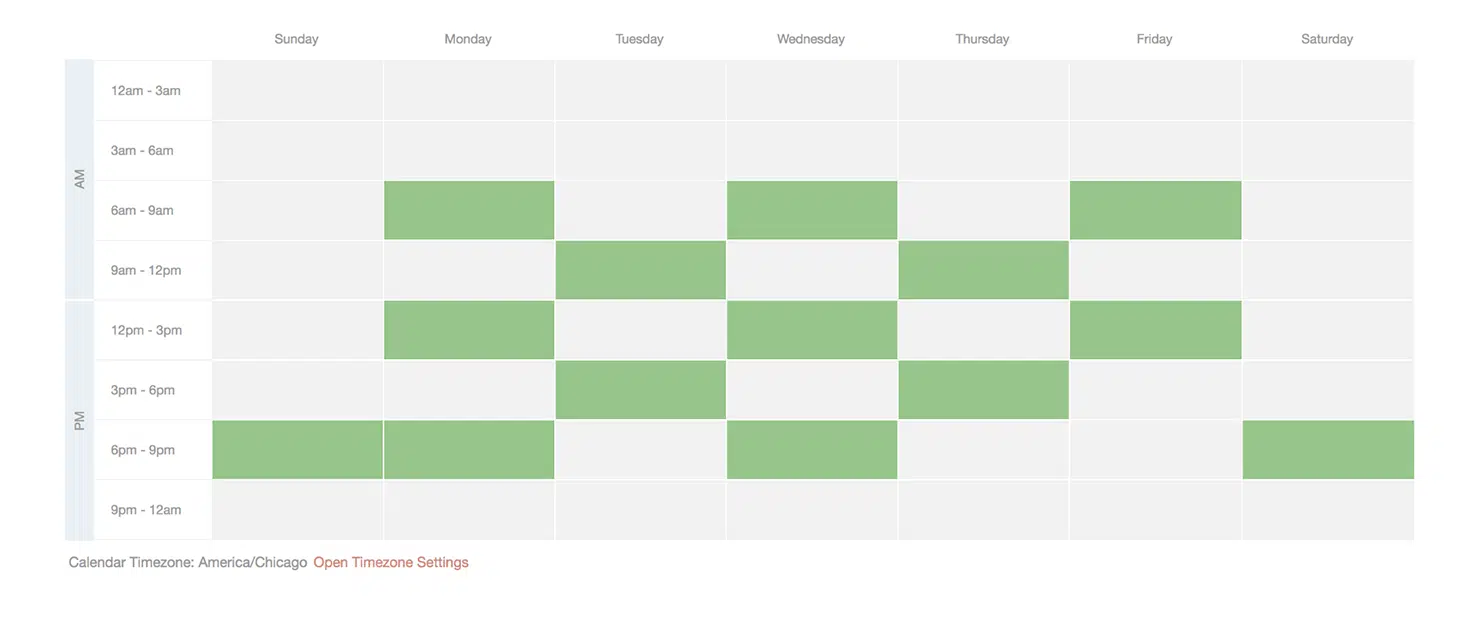 Sunday Monday Tuesday Wednesday Thursday Friday Saturday
AM
12am - 3am
3am - 6am
6am - 9am
9am - 12pm
PM
12pm - 3pm
3pm - 6pm
6pm - 9pm
9pm - 12am
Calendar Timezone: America/Chicago Open Timezone Settings